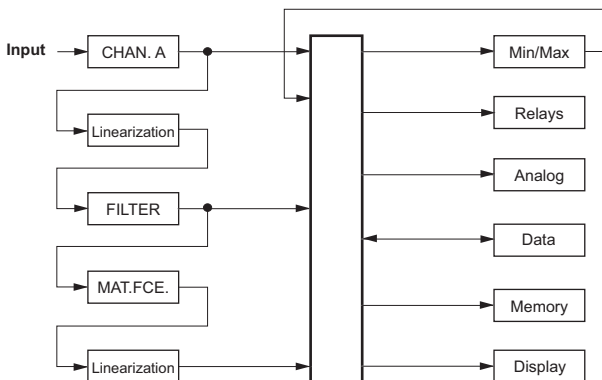 Input
CHAN. A
Min/Max
Linearization
Relays
FILTER
Analog
Data
MAT.FCE.
Memory
Linearization
Display